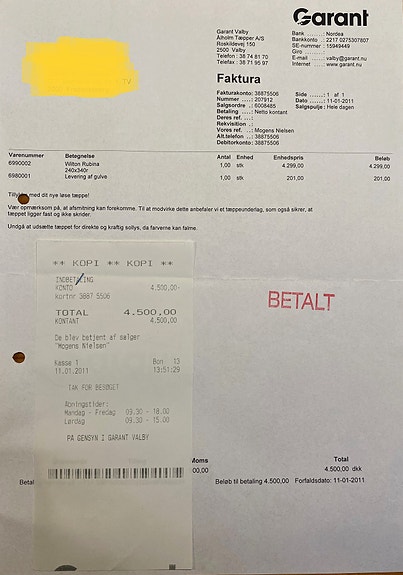 Garant
Garant Valby
Alholm Tæpper A/S
Roskildevej 150
2500 Valby
Telefon : 38 74 81 70
Telefax : 38 71 95 97
Bank ........: Nordea
Bankkonto .: 2217 0275307807
SE-nummer : 15949449
Giro ........:
E-mail ......: valby@garant.nu
Internet ....: www.garant.nu
TV
Faktura
Fakturakonto: 38875506
Nummer ....: 207912
Salgsordre .: 6008485
Betaling ....: Netto kontant
Deres ref. ...:
Rekvisition .:
Vores ref. ..: Mogens Nielsen
Alt.telefon ..: 38875506
Debitorkonto: 38875506
Side ......: 1 af 1
Dato ......: 11-01-2011
Salgspulje: Hele dagen
Varenummer Betegnelse Antal Enhed Enhedspris Beløb
6990002 Wilton Rubina 1,00 stk 4.299,00 4.299,00
240x340r
6980001 Levering af gulve 1,00 stk 201,00 201,00
med dit nye løse tæppe!
Vær opmærksom på, at afsmitning kan forekomme. Til at modvirke dette anbefaler vi et tæppeunderlag, som også sikrer, at
tæppet ligger fast og ikke skrider.
Undgå at udsætte tæppet for direkte og kraftig sollys, da farverne kan falme.
** KOPI ** KOPI **
INDBETALING
KONTO 4.500,00-
kortnr 3887 5506
TOTAL 4.500,00
KONTANT 4.500,00
De blev betjent af sælger
"Mogens Nielsen"
Kasse 1 Bon 13
11.01.2011 13:51:29
TAK FOR BESØGET
Åbningstider:
Mandag - Fredag 09.30 - 18.00
Lørdag 09.30 - 15.00
PÅ GENSYN I GARANT VALBY
BETALT
Moms Total
00,00 4.500,00 dkk
Betal Beløb til betaling 4.500,00 Forfaldsdato: 11-01-2011